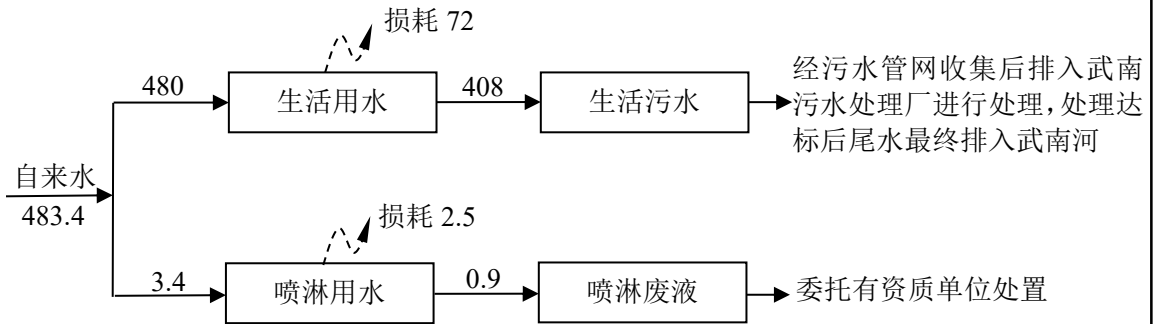 损耗 72
480
生活用水
408
生活污水
经污水管网收集后排入武南
污水处理厂进行处理，处理达
标后尾水最终排入武南河
自来水
483.4
损耗 2.5
3.4
喷淋用水
0.9
喷淋废液
委托有资质单位处置